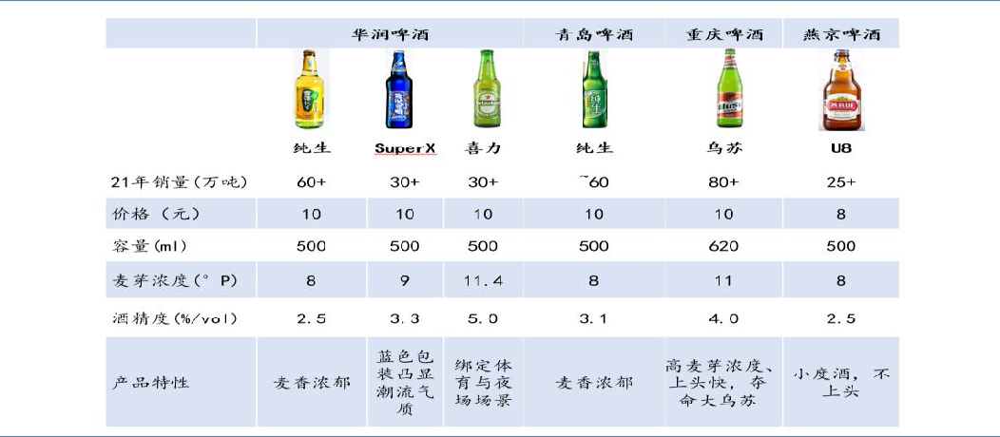 华润啤酒 青岛啤酒 重庆啤酒 燕京啤酒
纯生 SuperX 喜力 纯生 乌苏 U8
21年销量(万吨) 60+ 30+ 30+ ~60 80+ 25+
价格（元） 10 10 10 10 10 8
容量(ml) 500 500 500 500 620 500
麦芽浓度(°P) 8 9 11.4 8 11 8
酒精度(%/vol) 2.5 3.3 5.0 3.1 4.0 2.5
产品特性 麦香浓郁
蓝色包
装凸显
潮流气
质
绑定体
育与夜
场场景
麦香浓郁
高麦芽浓度、
上头快，夺
命大乌苏
小度酒，不
上头